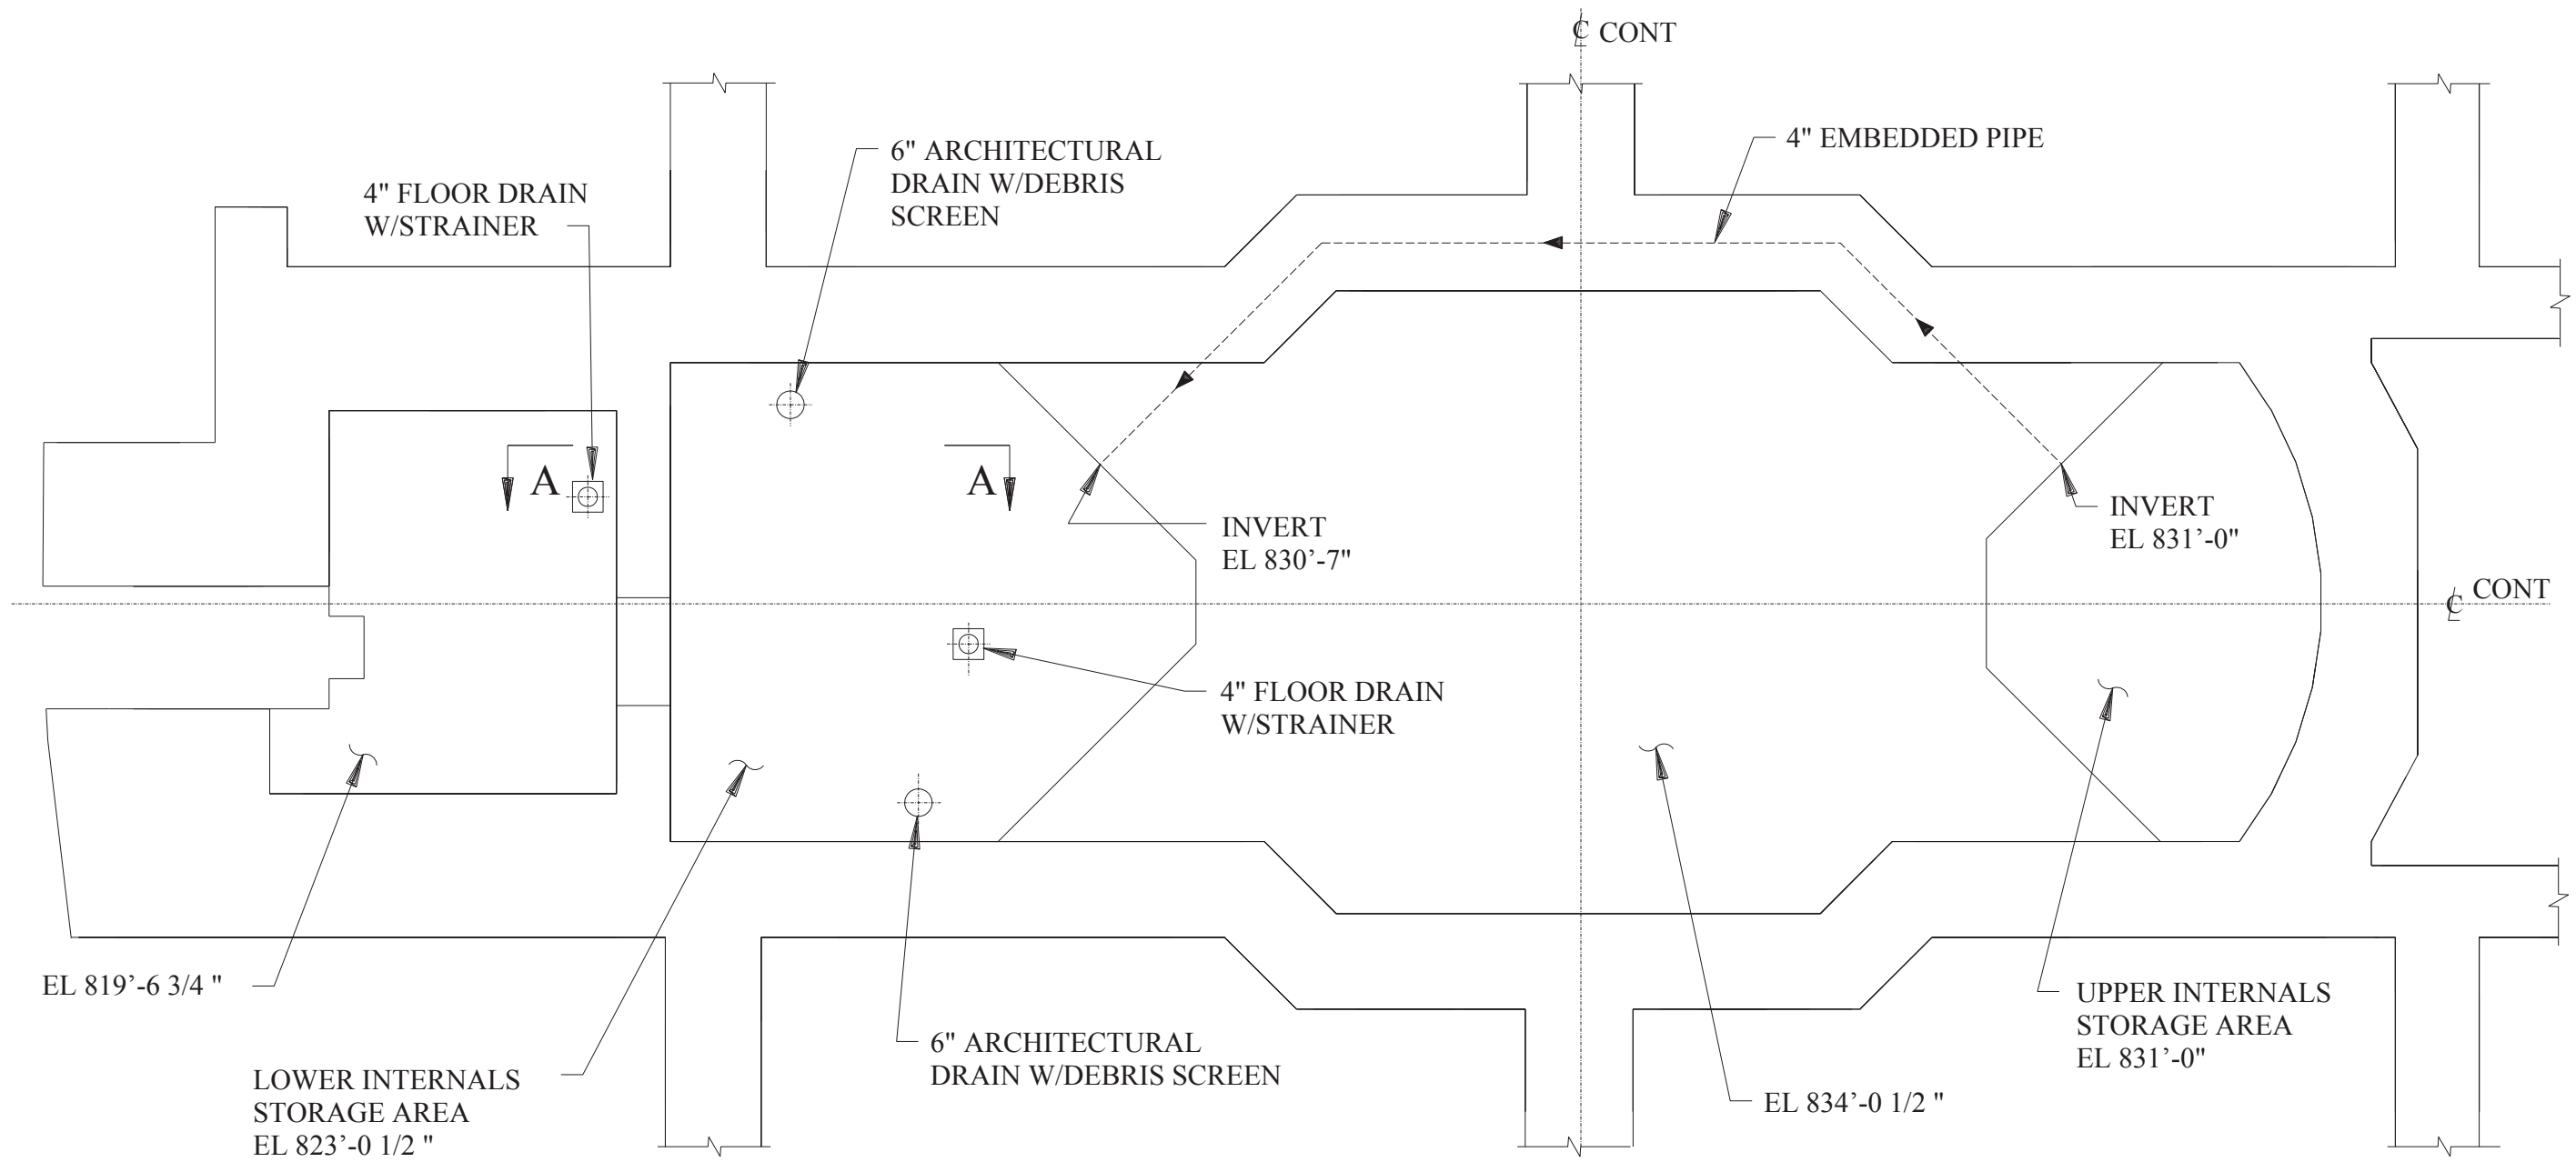 ℄ CONT
6" ARCHITECTURAL
DRAIN W/DEBRIS
SCREEN
4" EMBEDDED PIPE
4" FLOOR DRAIN
W/STRAINER
A
A
INVERT
EL 830’-7"
INVERT
EL 831’-0"
℄ CONT
4" FLOOR DRAIN
W/STRAINER
EL 819’-6 3/4 "
LOWER INTERNALS
STORAGE AREA
EL 823’-0 1/2 "
6" ARCHITECTURAL
DRAIN W/DEBRIS SCREEN
EL 834’-0 1/2 "
UPPER INTERNALS
STORAGE AREA
EL 831’-0"